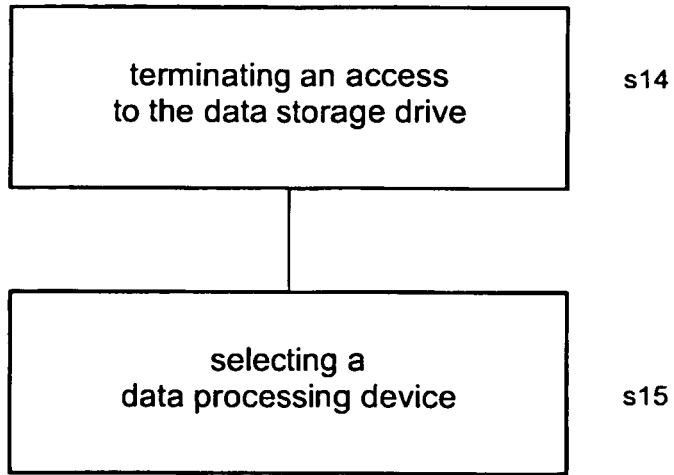 terminating an access
to the data storage drive
s14
selecting a
data processing device
s15